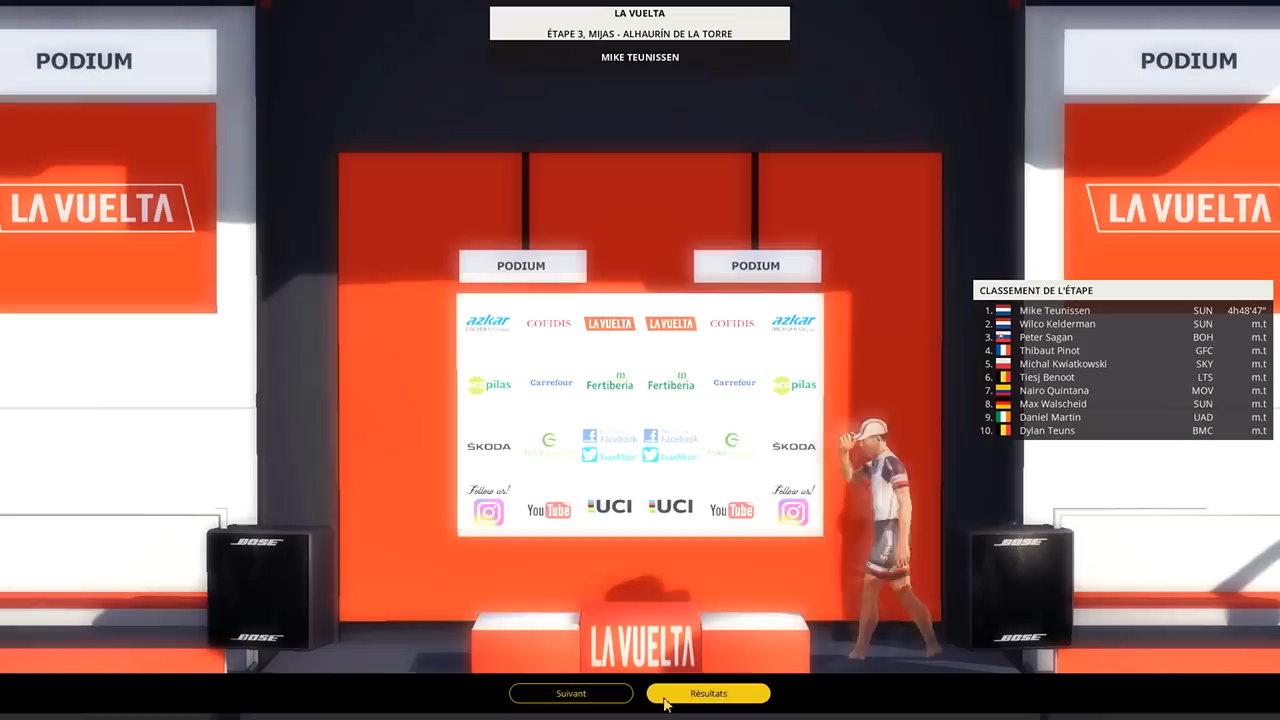 LA VUELTA
ÉTAPE 3, MIJAS - ALHAURÍN DE LA TORRE
MIKE TEUNISSEN
PODIUM
PODIUM
LA VUELTA
LA VUELTA
PODIUM
PODIUM
CLASSEMENT DE L'ÉTAPE
1. Mike Teunissen SUN 4h48'47"
2. Wilco Kelderman SUN m.t
3. Peter Sagan BOH m.t
4. Thibaut Pinot GFC m.t
5. Michal Kwiatkowski SKY m.t
6. Tiesj Benoot LTS m.t
7. Nairo Quintana MOV m.t
8. Max Walscheid SUN m.t
9. Daniel Martin UAD m.t
10. Dylan Teuns BMC m.t
azkar COFIDIS LA VUELTA LA VUELTA COFIDIS azkar
pilas Carrefour Fertiberia Fertiberia Carrefour pilas
ŠKODA Facebook Facebook ŠKODA
twitter twitter
Follow us! Follow us!
YouTube UCI UCI YouTube
BOSE BOSE
BOSE BOSE
LA VUELTA
Suivant Résultats